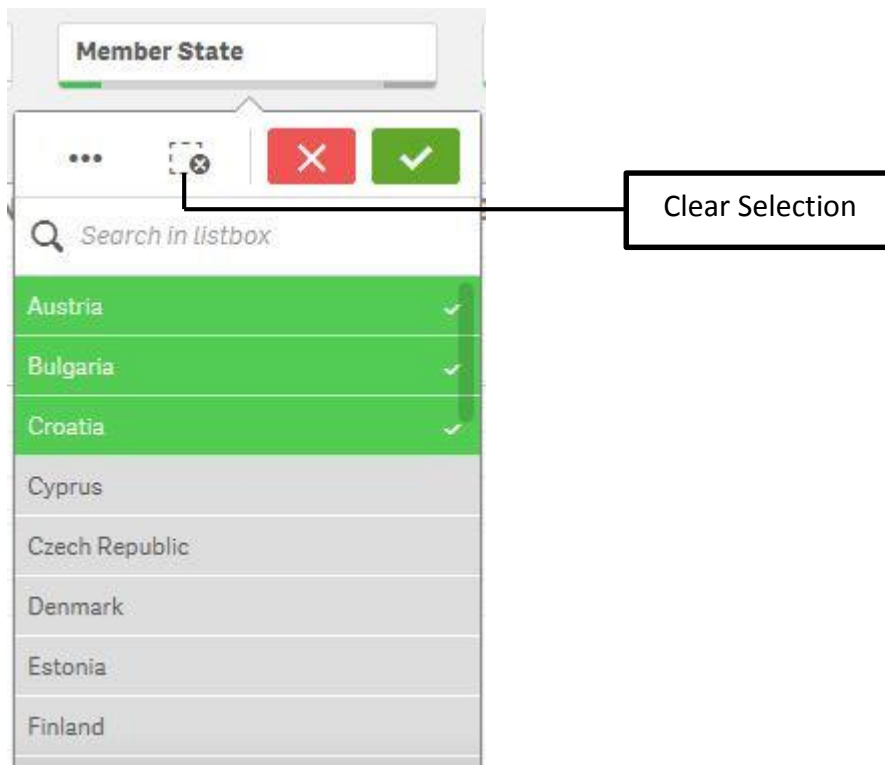 Member State
Clear Selection
Search in listbox
Austria
Bulgaria
Croatia
Cyprus
Czech Republic
Denmark
Estonia
Finland